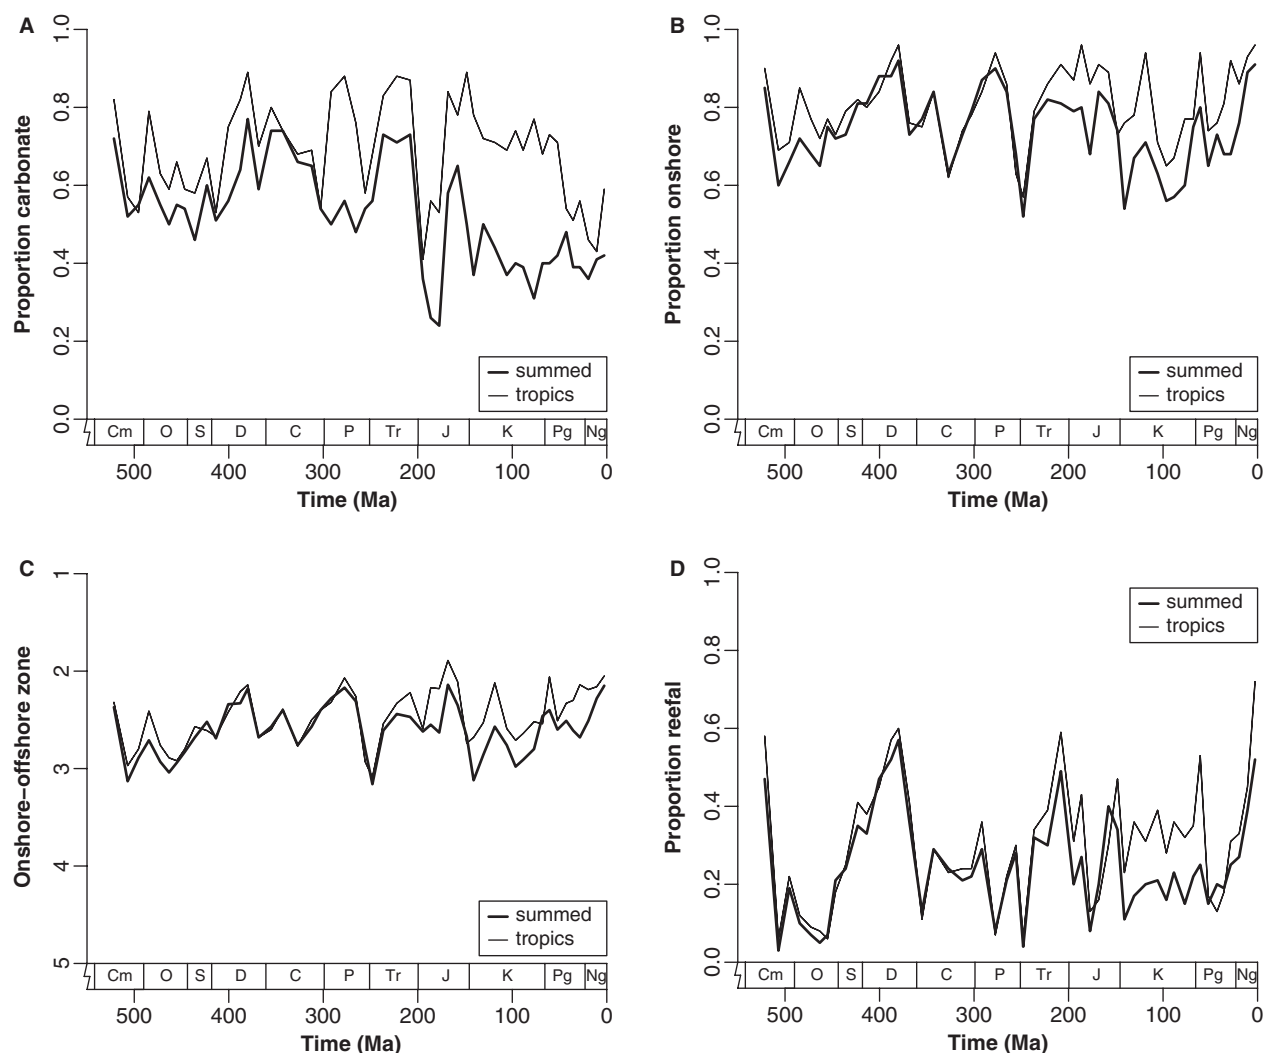 A
Proportion carbonate
1.0
0.8
0.6
0.4
0.2
0.0
summed
tropics
Cm O S D C P Tr J K Pg Ng
500 400 300 200 100 0
Time (Ma)
B
Proportion onshore
1.0
0.8
0.6
0.4
0.2
0.0
summed
tropics
Cm O S D C P Tr J K Pg Ng
500 400 300 200 100 0
Time (Ma)
C
Onshore–offshore zone
1
2
3
4
5
summed
tropics
Cm O S D C P Tr J K Pg Ng
500 400 300 200 100 0
Time (Ma)
D
Proportion reefal
1.0
0.8
0.6
0.4
0.2
0.0
summed
tropics
Cm O S D C P Tr J K Pg Ng
500 400 300 200 100 0
Time (Ma)